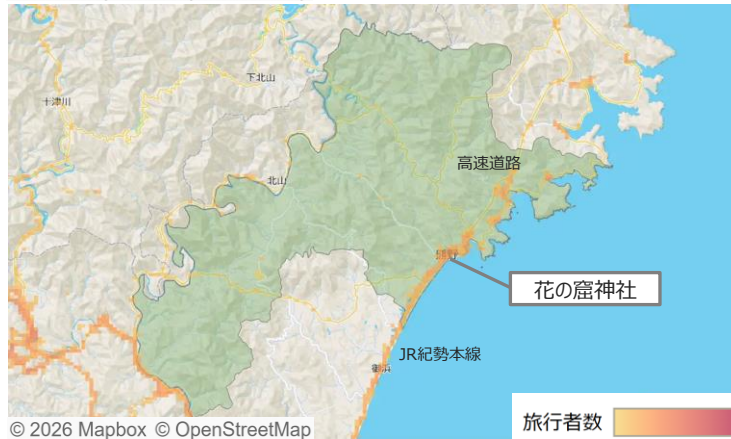 下北山
十津川
高速道路
北山
熊野
花の窟神社
JR紀勢本線
御浜
旅行者数
© 2026 Mapbox © OpenStreetMap